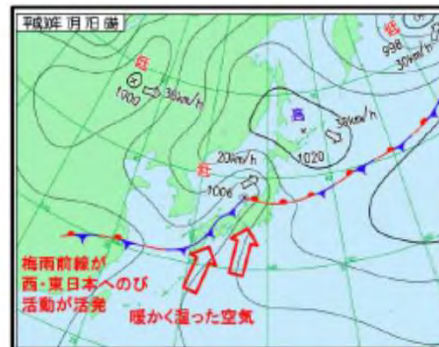 平成30年7月7日6時
低
998
30km/h
低
1000
36km/h
高
38km/h
1020
20km/h
低
1006
梅雨前線が
西・東日本へのび
活動が活発
暖かく湿った空気